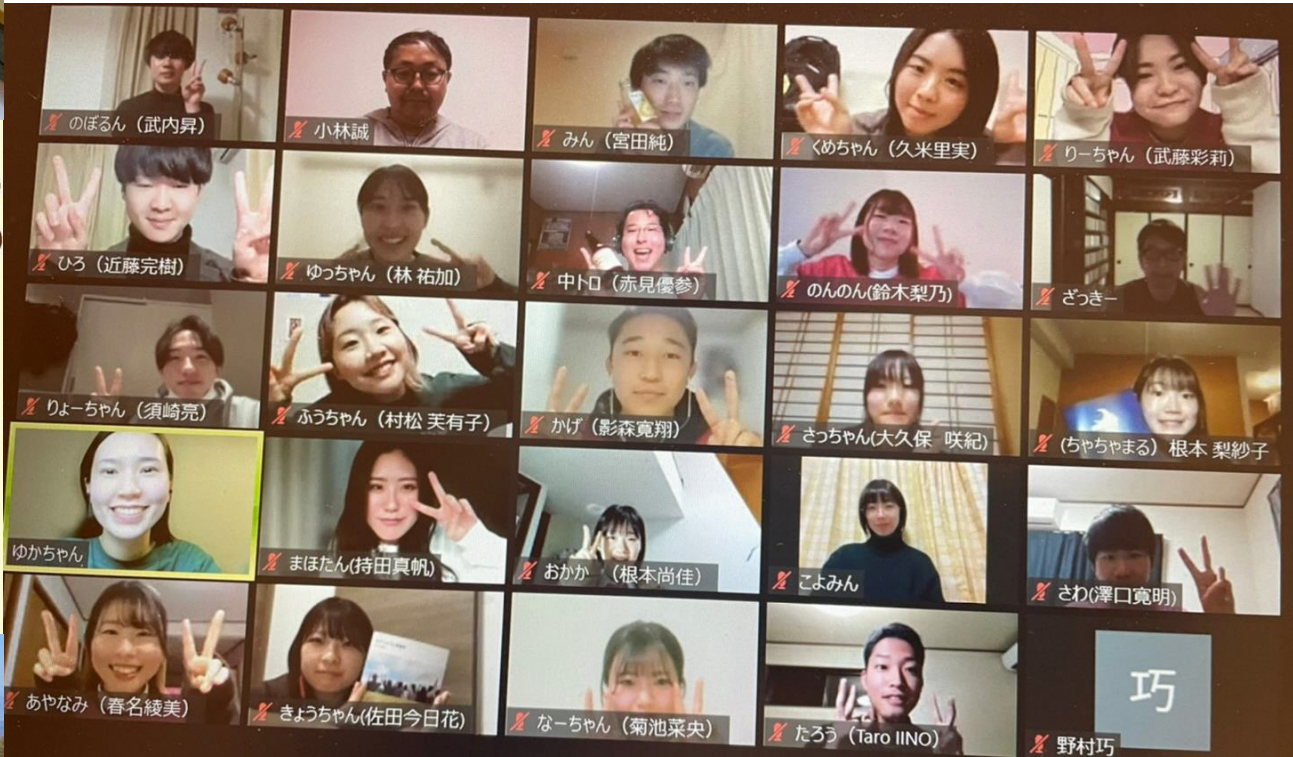 のぼるん（武内昇）
小林誠
みん（宮田純）
くめちゃん（久米里実）
りーちゃん（武藤彩莉）
ひろ（近藤完樹）
ゆっちゃん（林 祐加）
中トロ（赤見優参）
のんのん(鈴木梨乃)
ざっきー
りょーちゃん（須崎亮）
ふうちゃん（村松 芙有子）
かげ（影森寛翔）
さっちゃん(大久保 咲紀)
(ちゃちゃまる）根本 梨紗子
ゆかちゃん
まほたん(持田真帆)
おかか （根本尚佳）
こよみん
さわ(澤口寛明)
あやなみ（春名綾美）
きょうちゃん(佐田今日花)
なーちゃん（菊池菜央）
たろう（Taro IINO）
巧
野村巧